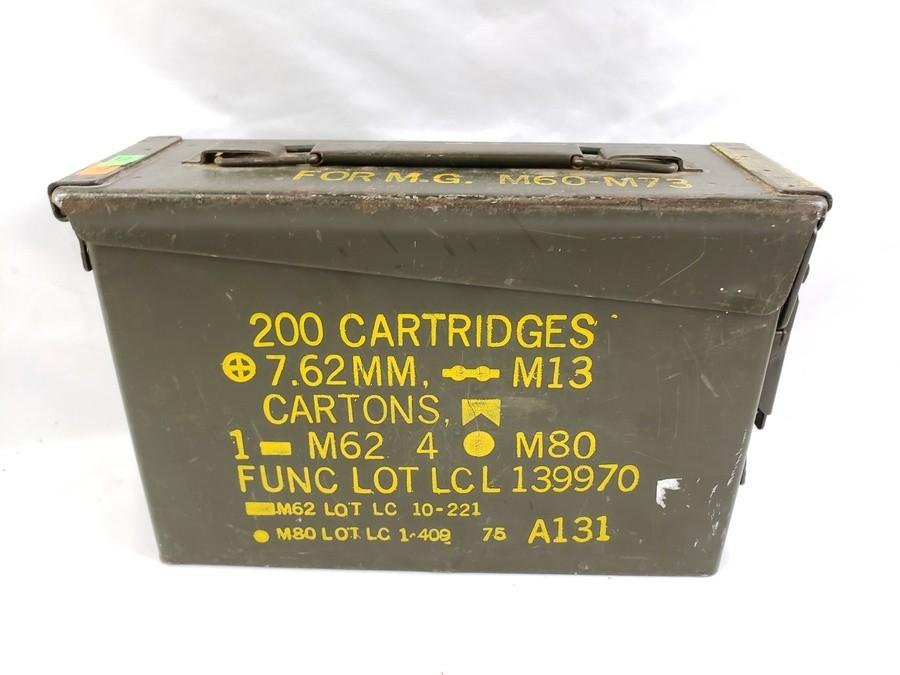 FOR M.G. M60-M73
200 CARTRIDGES
7.62MM, M13
CARTONS,
1 M62 4 M80
FUNC LOT LCL 139970
M62 LOT LC 10-221
M80 LOT LC 1-409 75 A131